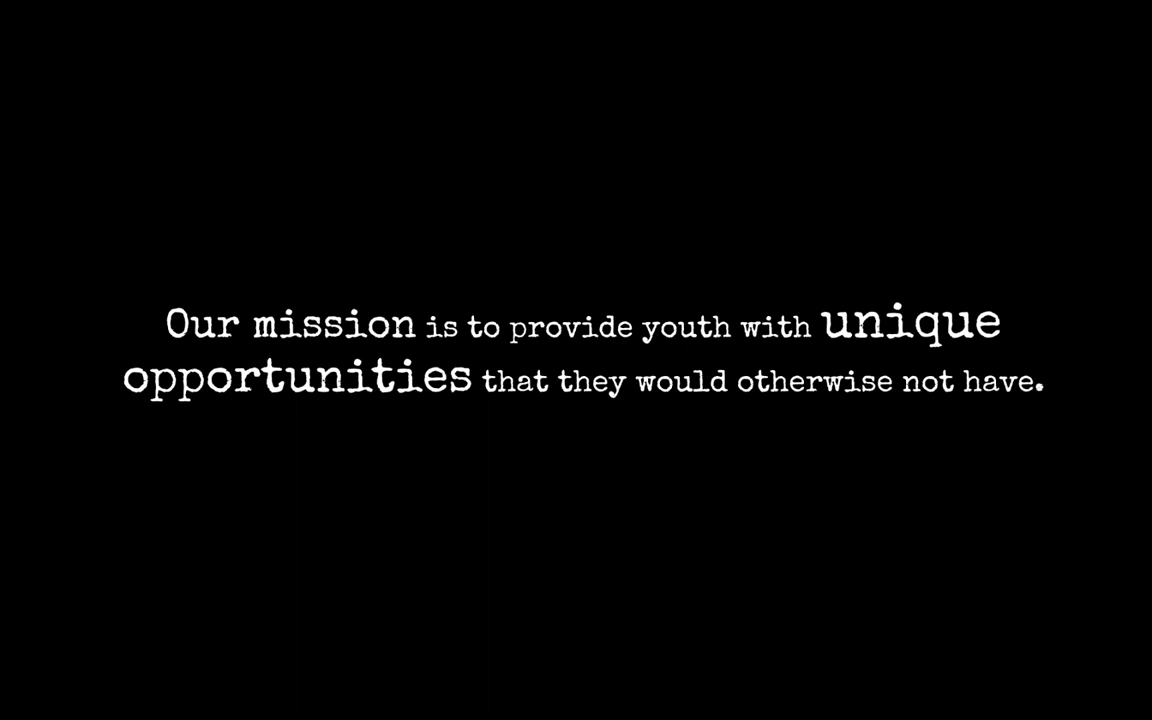 Our mission is to provide youth with unique
opportunities that they would otherwise not have.